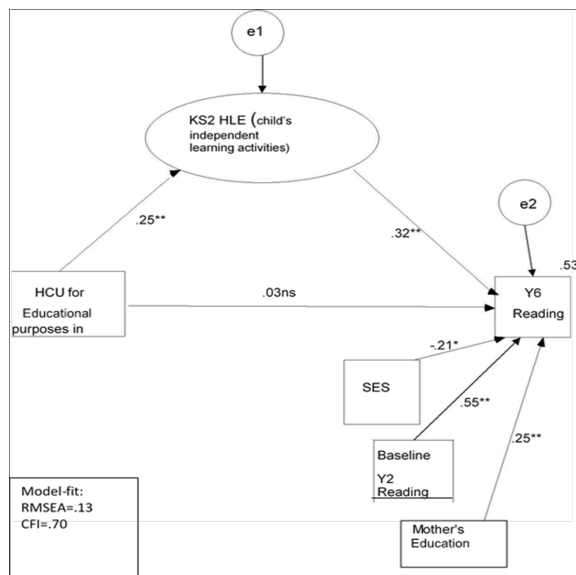 e1
KS2 HLE (child's
independent
learning activities)
e2
.25**
.32**
.53
HCU for
Educational
purposes in
.03ns
Y6
Reading
-.21*
SES
.55**
.25**
Baseline
Y2
Reading
Model-fit:
RMSEA=.13
CFI=.70
Mother's
Education